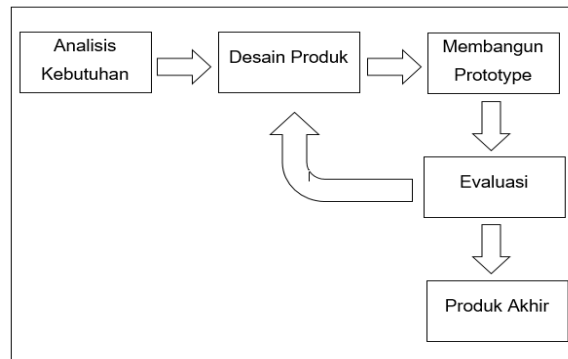 Analisis
Kebutuhan
Desain Produk
Membangun
Prototype
Evaluasi
Produk Akhir